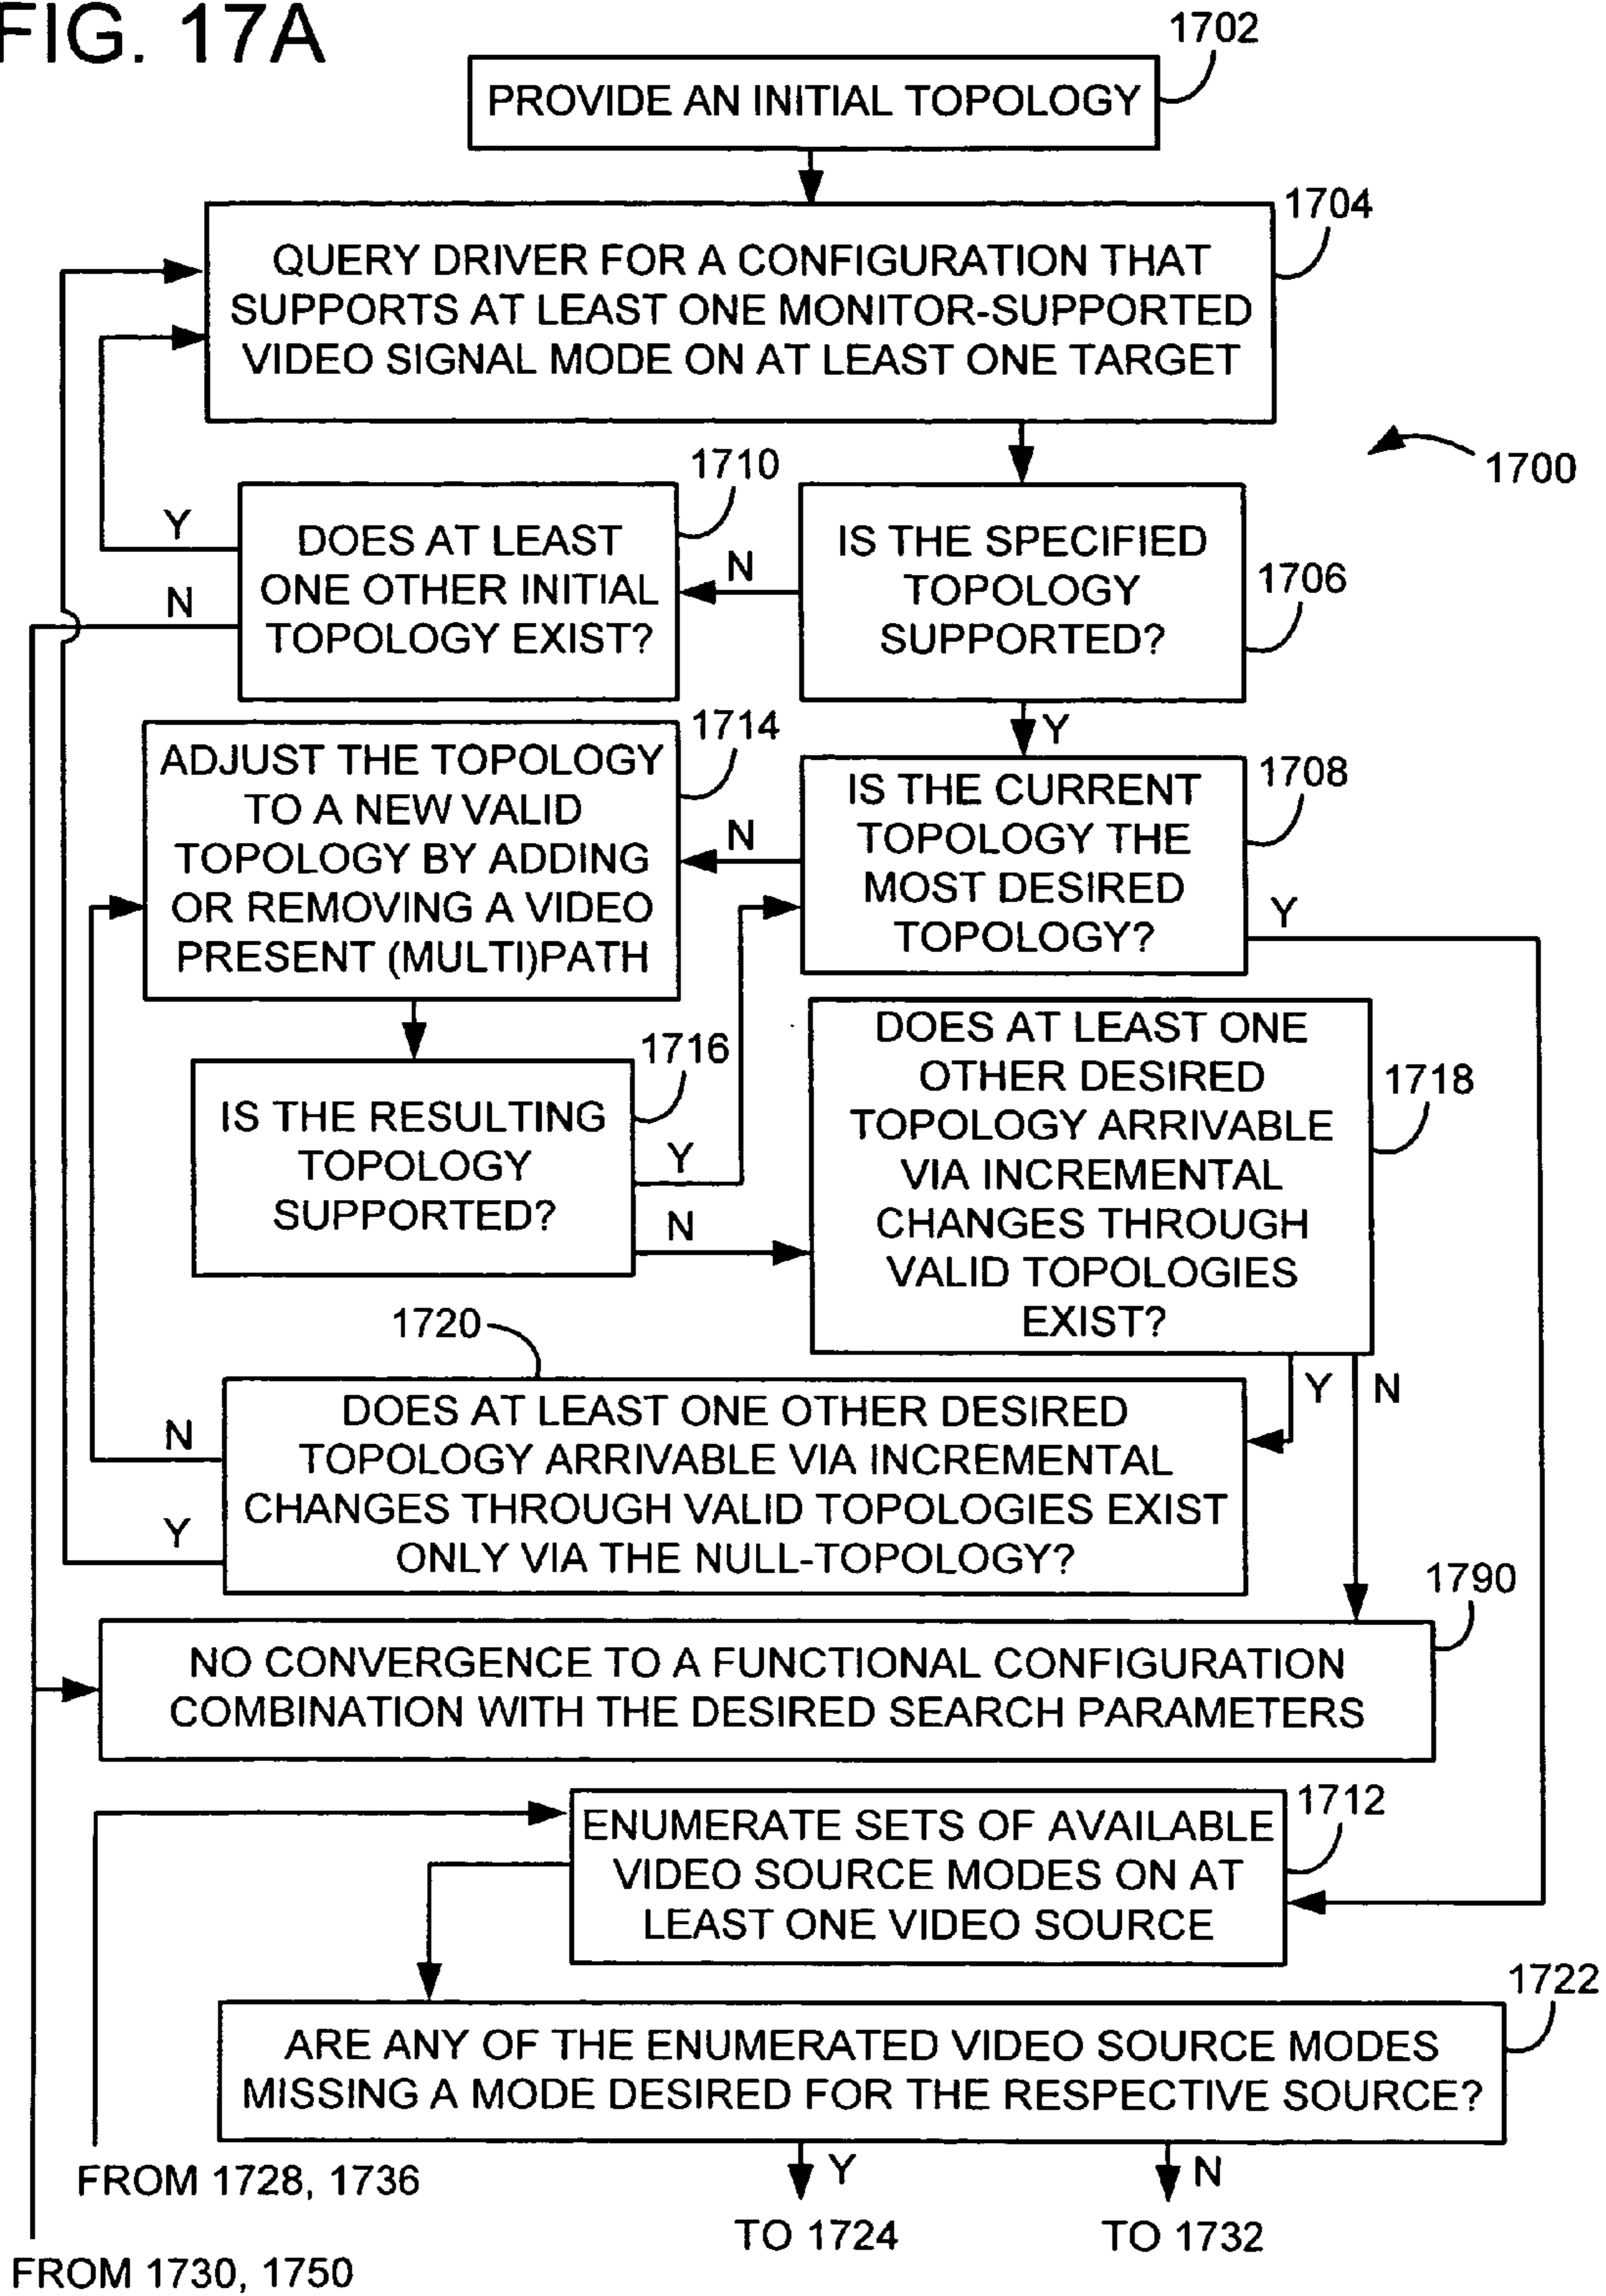 FIG. 17A
1702
PROVIDE AN INITIAL TOPOLOGY
1704
QUERY DRIVER FOR A CONFIGURATION THAT
SUPPORTS AT LEAST ONE MONITOR-SUPPORTED
VIDEO SIGNAL MODE ON AT LEAST ONE TARGET
1700
1710
DOES AT LEAST
ONE OTHER INITIAL
TOPOLOGY EXIST?
Y
N
N
IS THE SPECIFIED
TOPOLOGY
SUPPORTED?
1706
Y
1714
ADJUST THE TOPOLOGY
TO A NEW VALID
TOPOLOGY BY ADDING
OR REMOVING A VIDEO
PRESENT (MULTI)PATH
N
1708
IS THE CURRENT
TOPOLOGY THE
MOST DESIRED
TOPOLOGY?
Y
1716
IS THE RESULTING
TOPOLOGY
SUPPORTED?
Y
N
DOES AT LEAST ONE
OTHER DESIRED
TOPOLOGY ARRIVABLE
VIA INCREMENTAL
CHANGES THROUGH
VALID TOPOLOGIES
EXIST?
1718
Y
N
1720
DOES AT LEAST ONE OTHER DESIRED
TOPOLOGY ARRIVABLE VIA INCREMENTAL
CHANGES THROUGH VALID TOPOLOGIES EXIST
ONLY VIA THE NULL-TOPOLOGY?
N
Y
1790
NO CONVERGENCE TO A FUNCTIONAL CONFIGURATION
COMBINATION WITH THE DESIRED SEARCH PARAMETERS
1712
ENUMERATE SETS OF AVAILABLE
VIDEO SOURCE MODES ON AT
LEAST ONE VIDEO SOURCE
1722
ARE ANY OF THE ENUMERATED VIDEO SOURCE MODES
MISSING A MODE DESIRED FOR THE RESPECTIVE SOURCE?
FROM 1728, 1736
Y
N
TO 1724
TO 1732
FROM 1730, 1750